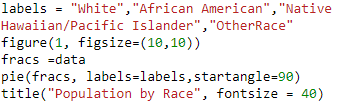 labels = "White","African American","Native
Hawaiian/Pacific Islander","OtherRace"
figure(1, figsize=(10,10))
fracs =data
pie(fracs, labels=labels,startangle=90)
title("Population by Race", fontsize = 40)